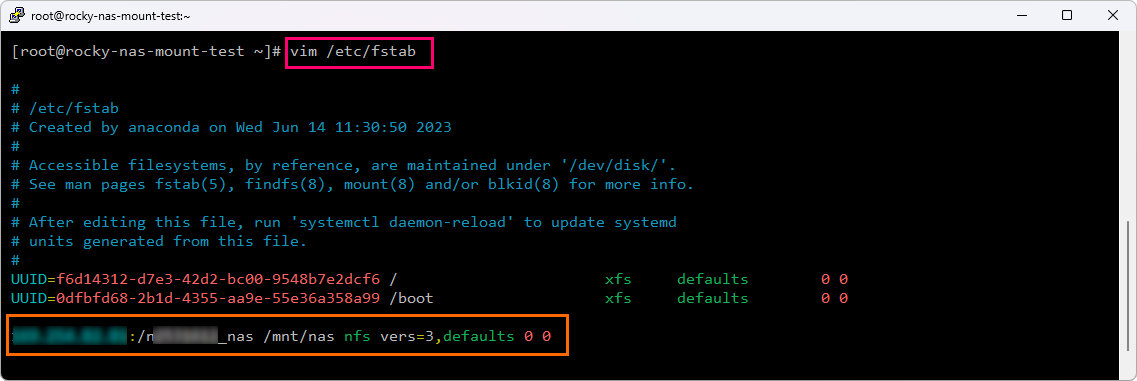 root@rocky-nas-mount-test:~
[root@rocky-nas-mount-test ~]# vim /etc/fstab
#
# /etc/fstab
# Created by anaconda on Wed Jun 14 11:30:50 2023
#
# Accessible filesystems, by reference, are maintained under '/dev/disk/'.
# See man pages fstab(5), findfs(8), mount(8) and/or blkid(8) for more info.
#
# After editing this file, run 'systemctl daemon-reload' to update systemd
# units generated from this file.
#
UUID=f6d14312-d7e3-42d2-bc00-9548b7e2dcf6 / xfs defaults 0 0
UUID=0dfbfd68-2b1d-4355-aa9e-55e36a358a99 /boot xfs defaults 0 0
:/n _nas /mnt/nas nfs vers=3,defaults 0 0